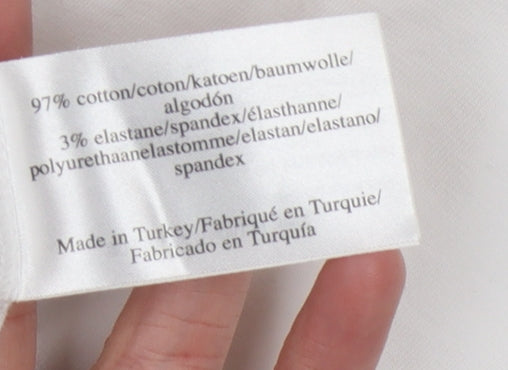 97% cotton/coton/katoen/baumwolle/
algodón
3% elastane/spandex/élasthanne/
polyurethaanelastomme/elastan/elastano/
spandex
Made in Turkey/Fabriqué en Turquie/
Fabricado en Turquía